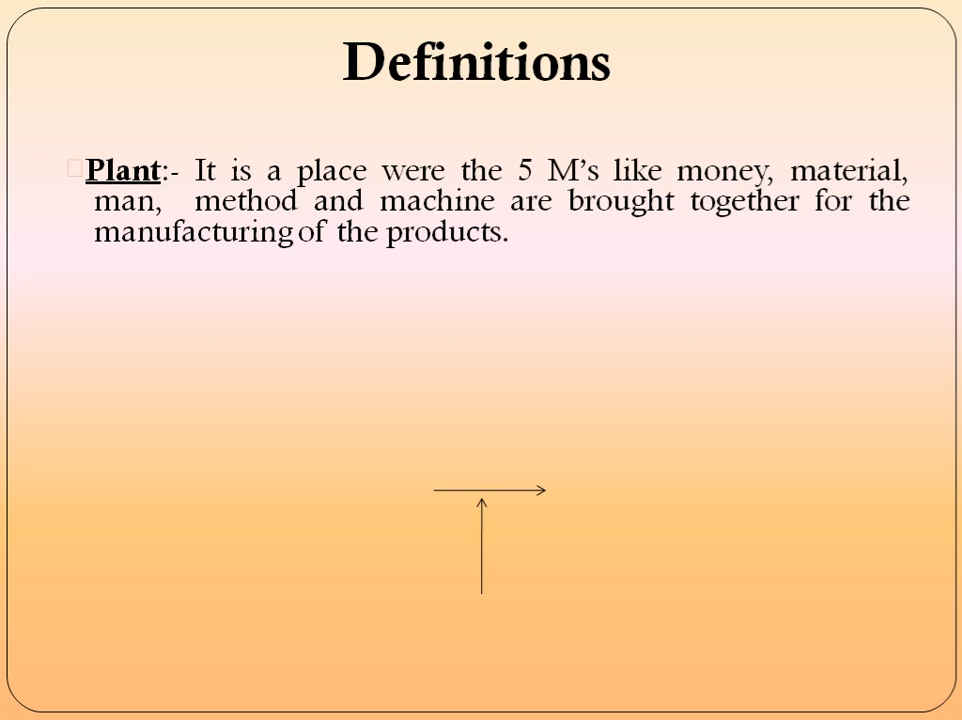 Definitions
Plant:- It is a place were the 5 M’s like money, material,
man, method and machine are brought together for the
manufacturing of the products.